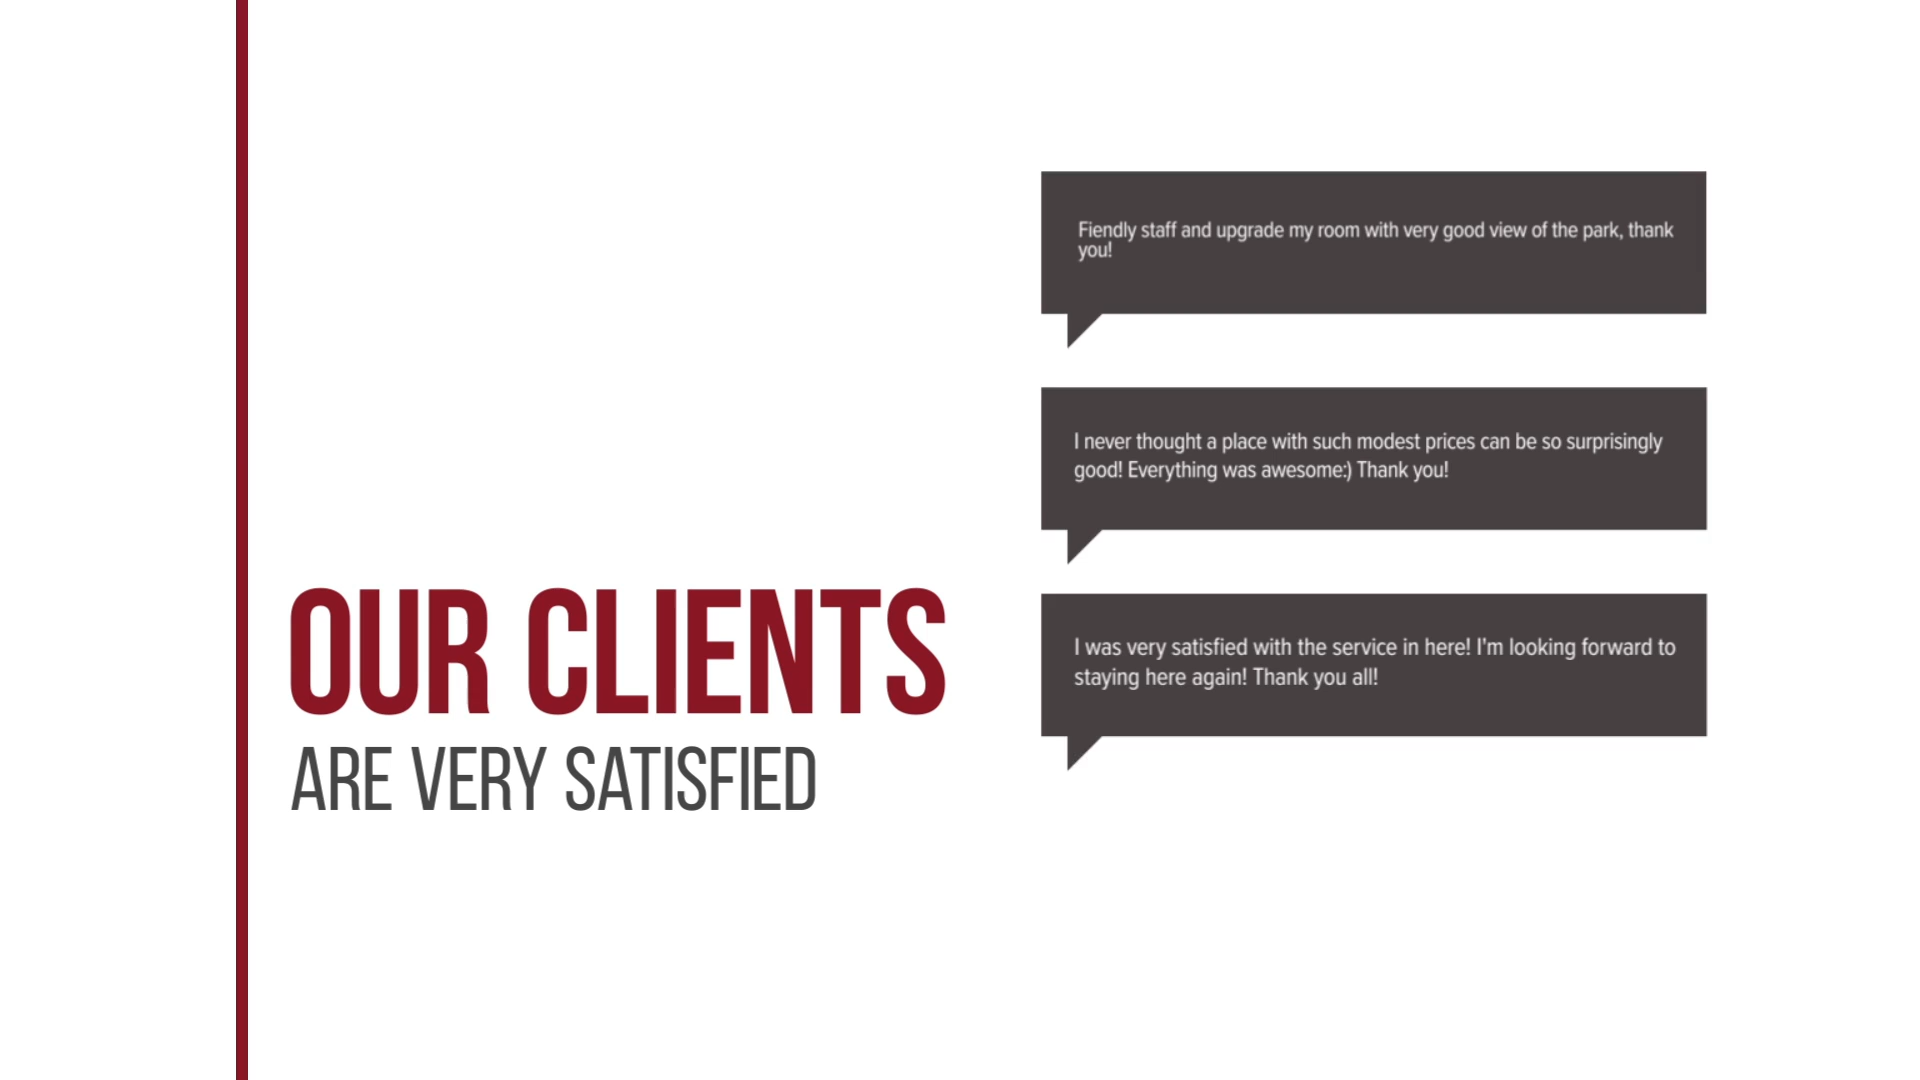 OUR CLIENTS
ARE VERY SATISFIED
Fiendly staff and upgrade my room with very good view of the park, thank
you!
I never thought a place with such modest prices can be so surprisingly
good! Everything was awesome:) Thank you!
I was very satisfied with the service in here! I'm looking forward to
staying here again! Thank you all!